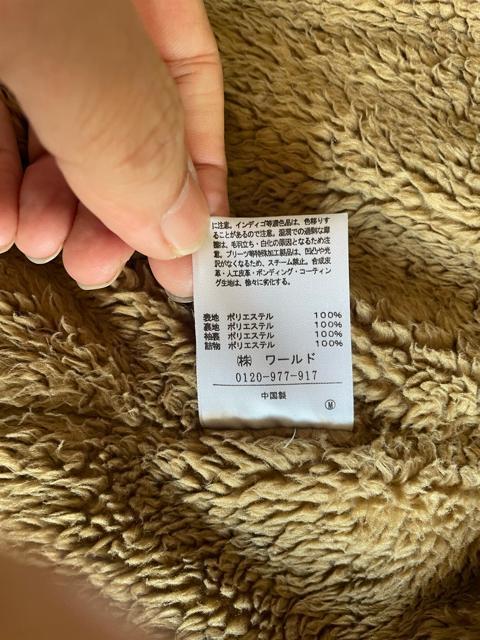 に注意。インディゴ等濃色品は、色移りす
ることがあるので注意。湿潤での過剰な摩
擦は、毛羽立ち・白化の原因となるため注
意。プリーツ等特殊加工製品は、凹凸や光
沢がなくなるため、スチーム禁止。合成皮
革・人工皮革・ボンディング・コーティン
グ生地は、徐々に劣化する。
表地 ポリエステル 100%
裏地 ポリエステル 100%
袖裏 ポリエステル 100%
詰物 ポリエステル 100%
㈱ ワールド
0120-977-917
中国製
Ⓜ